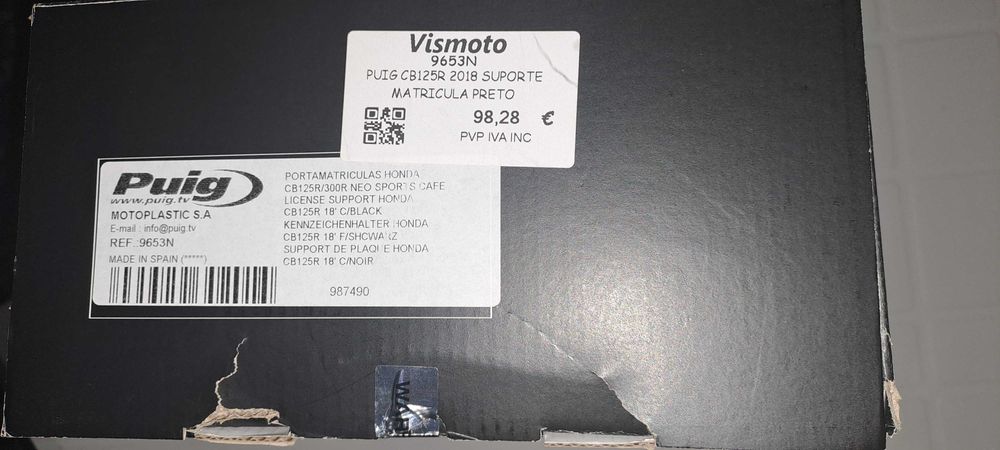 Vismoto
9653N
PUIG CB125R 2018 SUPORTE
MATRICULA PRETO
98,28 €
PVP IVA INC
Puig
www.puig.tv
MOTOPLASTIC S.A
E-mail : info@puig.tv
REF.:9653N
MADE IN SPAIN (*****)
PORTAMATRICULAS HONDA
CB125R/300R NEO SPORTS CAFE
LICENSE SUPPORT HONDA
CB125R 18' C/BLACK
KENNZEICHENHALTER HONDA
CB125R 18' F/SHCWARZ
SUPPORT DE PLAQUE HONDA
CB125R 18' C/NOIR
987490